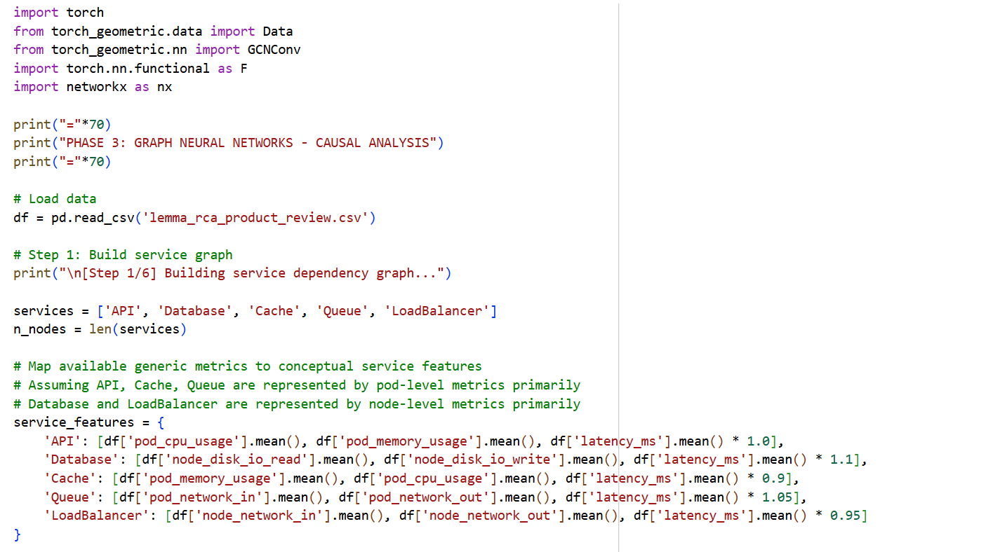 import torch
from torch_geometric.data import Data
from torch_geometric.nn import GCNConv
import torch.nn.functional as F
import networkx as nx

print("="*70)
print("PHASE 3: GRAPH NEURAL NETWORKS - CAUSAL ANALYSIS")
print("="*70)

# Load data
df = pd.read_csv('lemma_rca_product_review.csv')

# Step 1: Build service graph
print("\n[Step 1/6] Building service dependency graph...")

services = ['API', 'Database', 'Cache', 'Queue', 'LoadBalancer']
n_nodes = len(services)

# Map available generic metrics to conceptual service features
# Assuming API, Cache, Queue are represented by pod-level metrics primarily
# Database and LoadBalancer are represented by node-level metrics primarily
service_features = {
    'API': [df['pod_cpu_usage'].mean(), df['pod_memory_usage'].mean(), df['latency_ms'].mean() * 1.0],
    'Database': [df['node_disk_io_read'].mean(), df['node_disk_io_write'].mean(), df['latency_ms'].mean() * 1.1],
    'Cache': [df['pod_memory_usage'].mean(), df['pod_cpu_usage'].mean(), df['latency_ms'].mean() * 0.9],
    'Queue': [df['pod_network_in'].mean(), df['pod_network_out'].mean(), df['latency_ms'].mean() * 1.05],
    'LoadBalancer': [df['node_network_in'].mean(), df['node_network_out'].mean(), df['latency_ms'].mean() * 0.95]
}